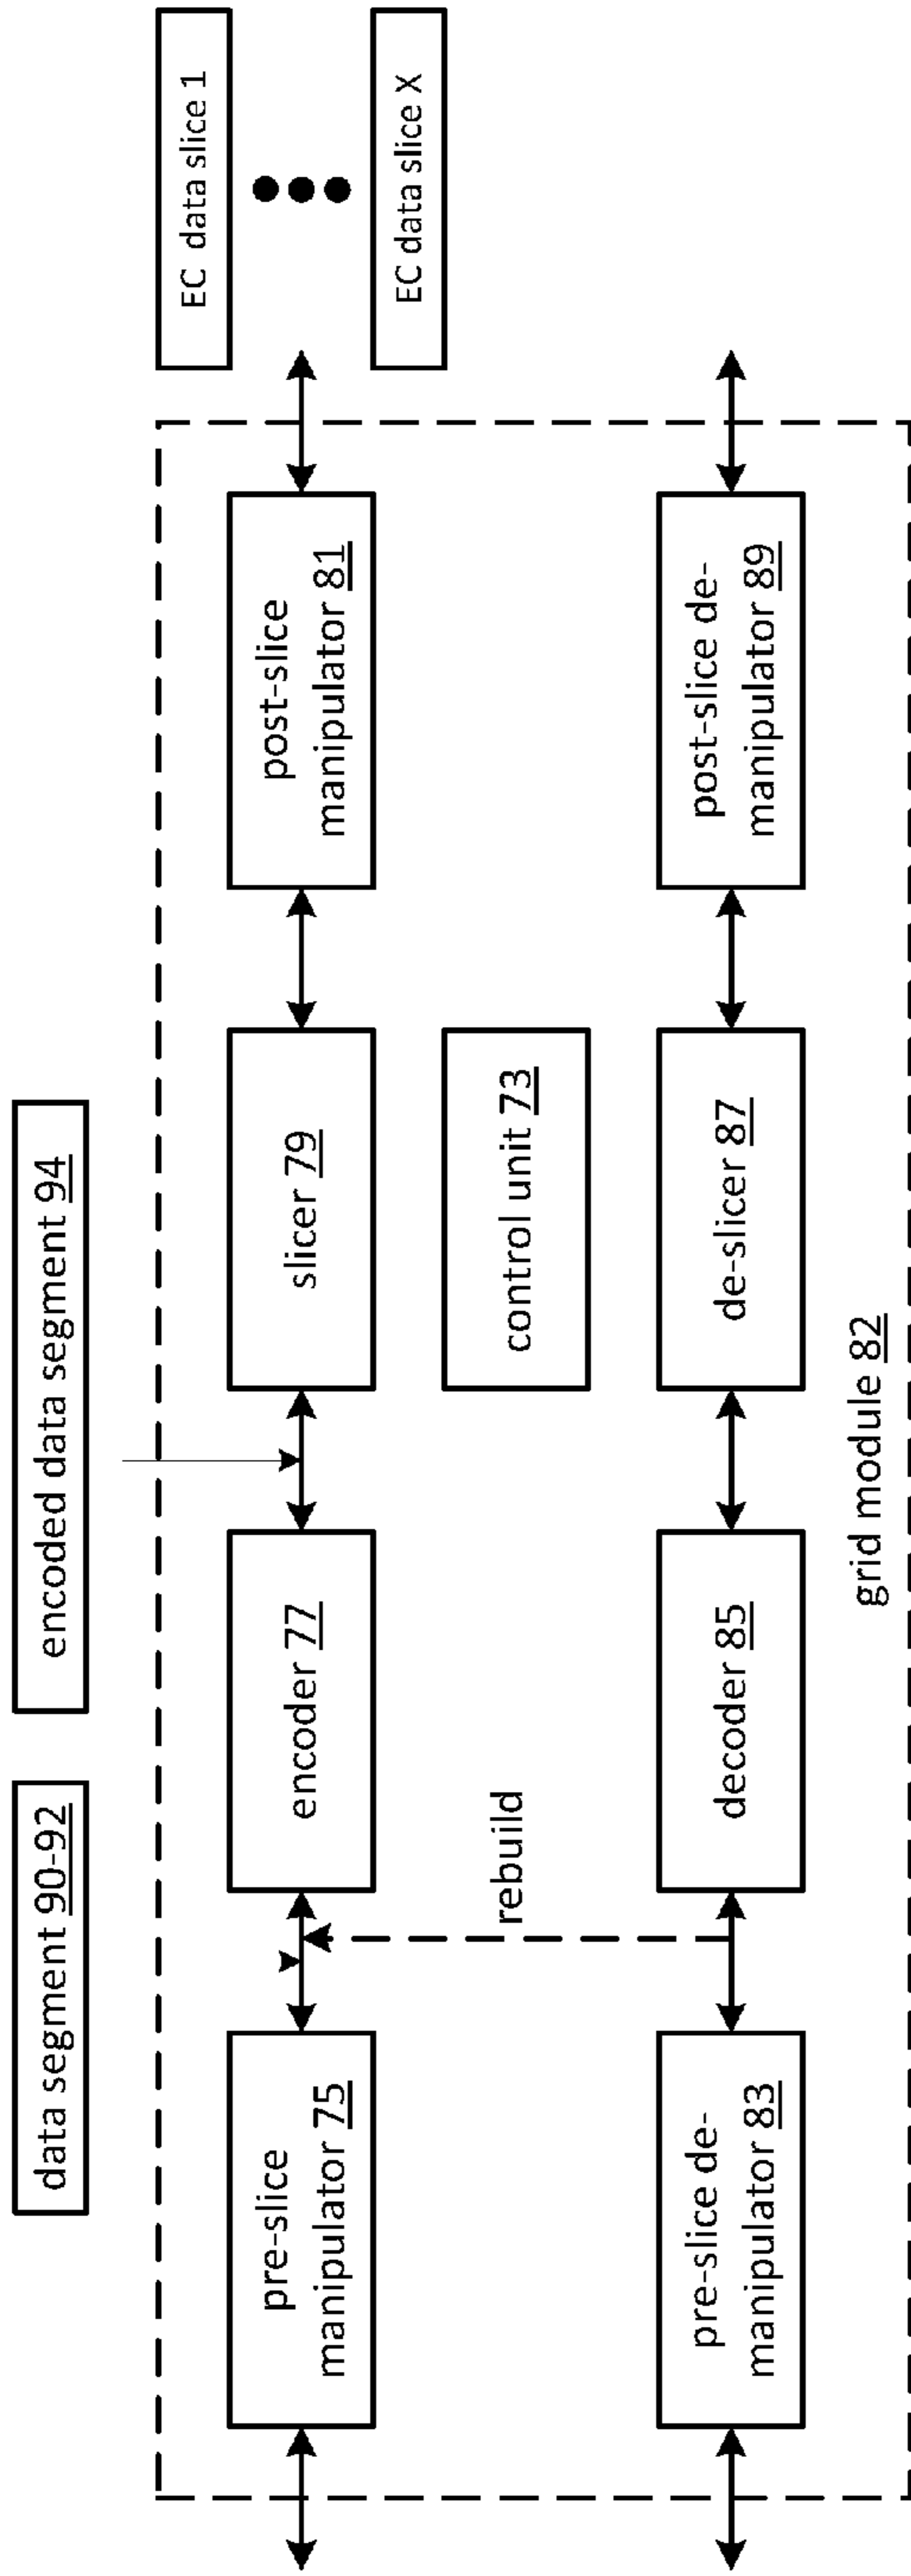 data segment 90-92
encoded data segment 94
EC data slice 1
EC data slice X
pre-slice
manipulator 75
encoder 77
slicer 79
post-slice
manipulator 81
rebuild
control unit 73
pre-slice de-
manipulator 83
decoder 85
de-slicer 87
post-slice de-
manipulator 89
grid module 82